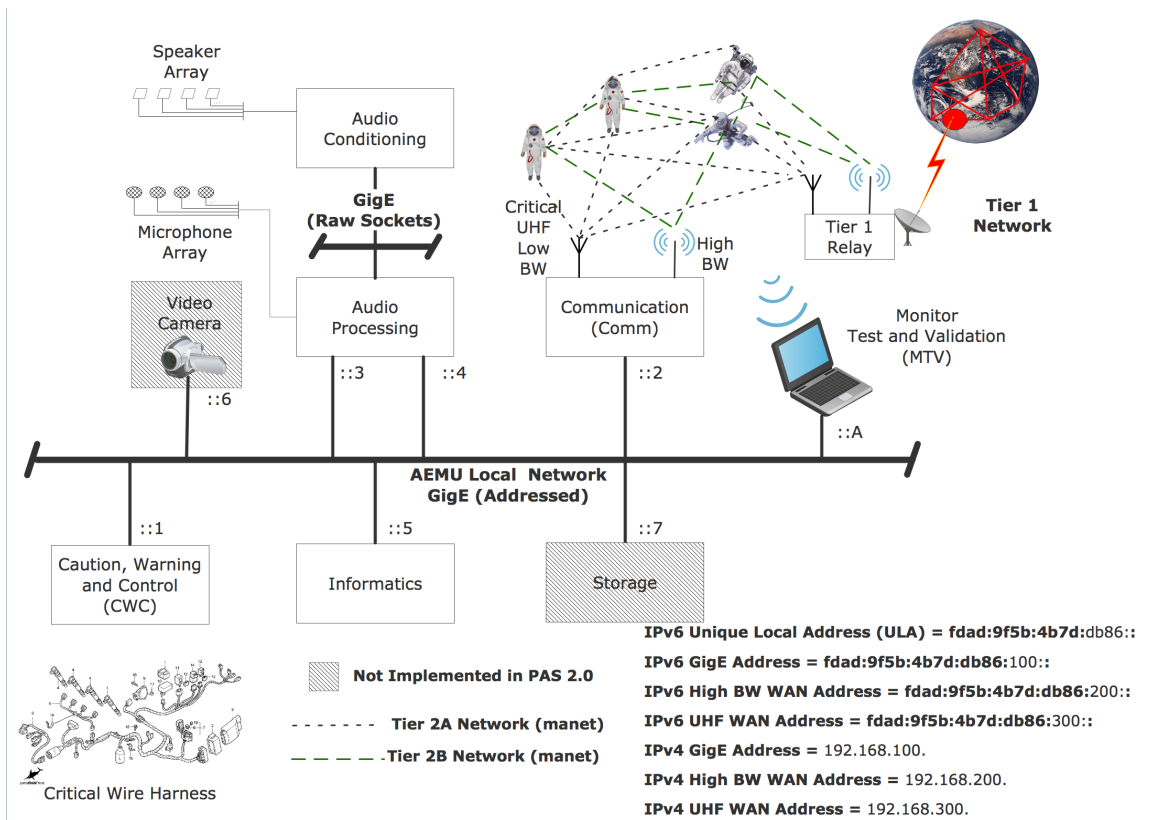 Speaker
Array
Audio
Conditioning
GigE
(Raw Sockets)
Microphone
Array
Critical
UHF
Low
BW
High
BW
Tier 1
Relay
Tier 1
Network
Video
Camera
Audio
Processing
Communication
(Comm)
Monitor
Test and Validation
(MTV)
::6
::3
::4
::2
::A
AEMU Local Network
GigE (Addressed)
::1
::5
::7
Caution, Warning
and Control
(CWC)
Informatics
Storage
IPv6 Unique Local Address (ULA) = fdad:9f5b:4b7d:db86::
IPv6 GigE Address = fdad:9f5b:4b7d:db86:100::
IPv6 High BW WAN Address = fdad:9f5b:4b7d:db86:200::
IPv6 UHF WAN Address = fdad:9f5b:4b7d:db86:300::
IPv4 GigE Address = 192.168.100.
IPv4 High BW WAN Address = 192.168.200.
IPv4 UHF WAN Address = 192.168.300.
Not Implemented in PAS 2.0
Tier 2A Network (manet)
Tier 2B Network (manet)
Critical Wire Harness